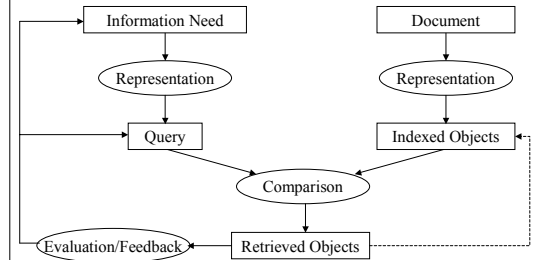 Information Need
Document
Representation
Representation
Query
Indexed Objects
Comparison
Evaluation/Feedback
Retrieved Objects